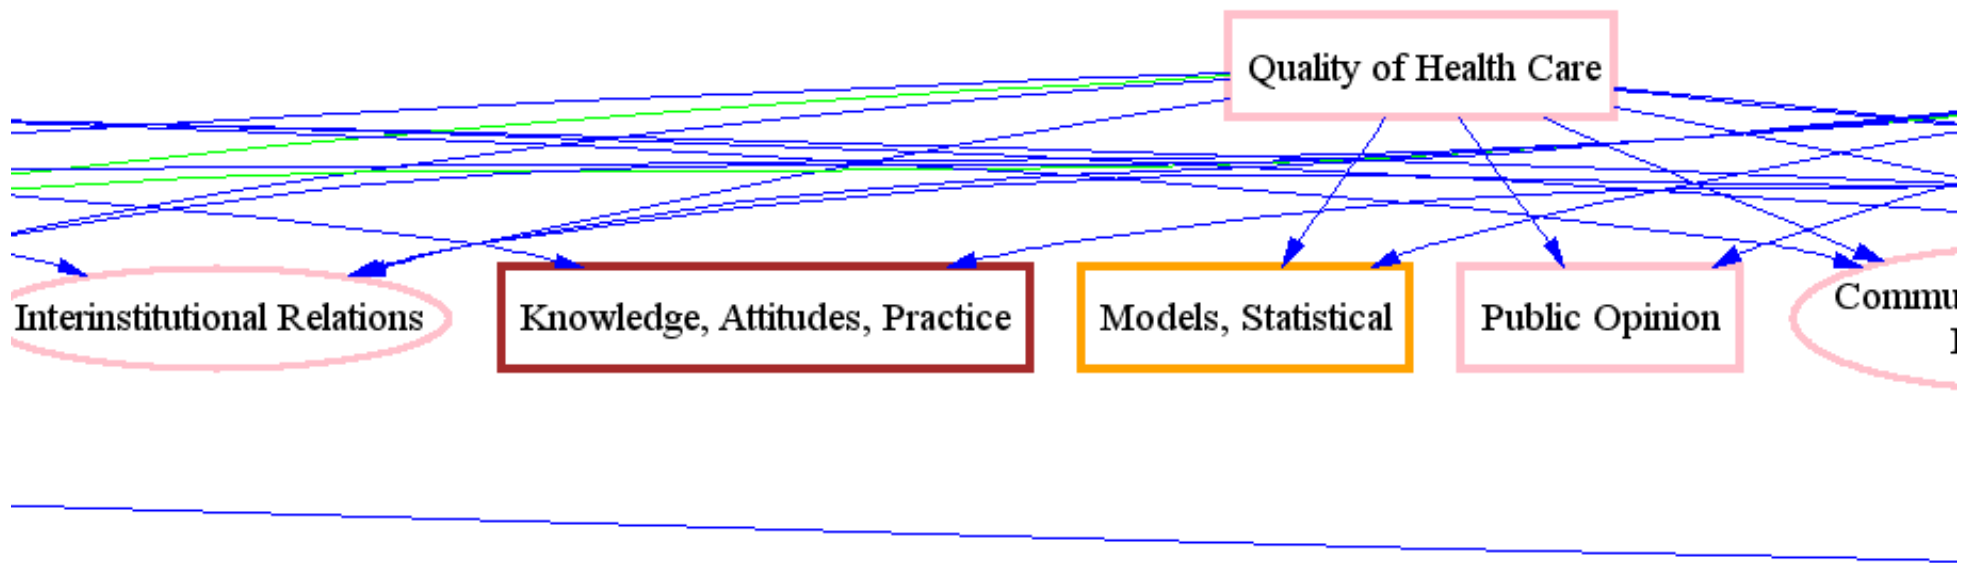 Quality of Health Care
Interinstitutional Relations
Knowledge, Attitudes, Practice
Models, Statistical
Public Opinion